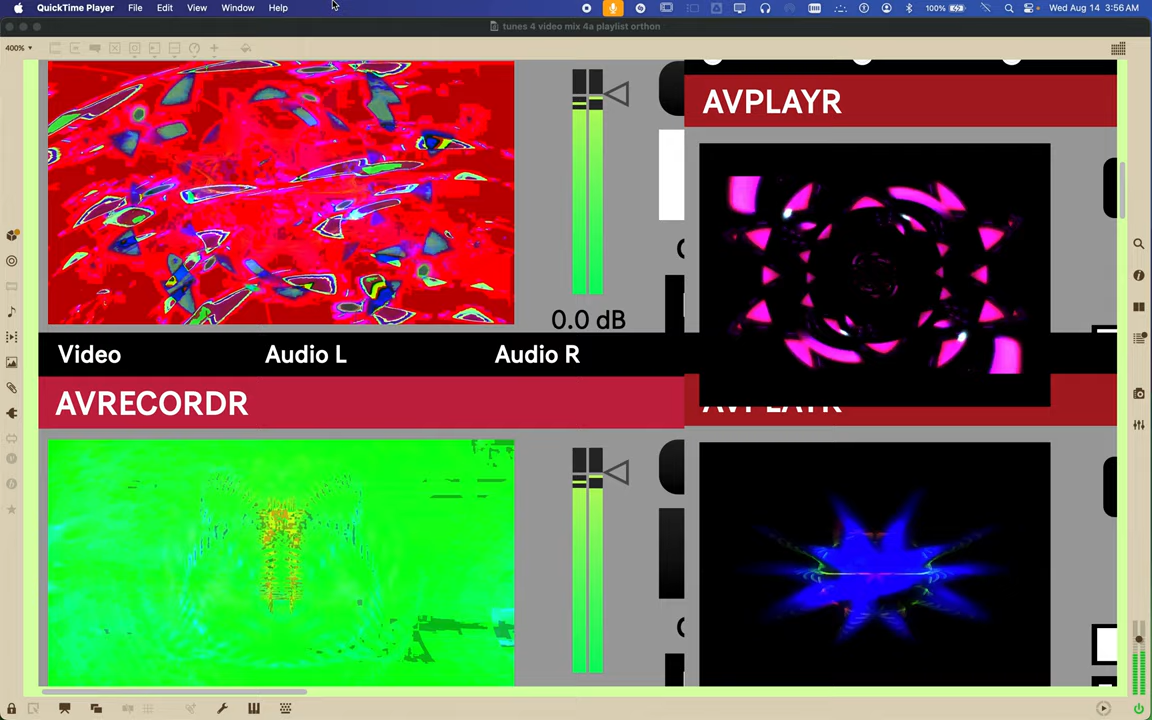 QuickTime Player File Edit View Window Help
100% Wed Aug 14 3:56 AM
tunes 4 video mix 4a playlist orthon
400%
AVPLAYR
0.0 dB
Video Audio L Audio R
AVRECORDR
AVPLAYR